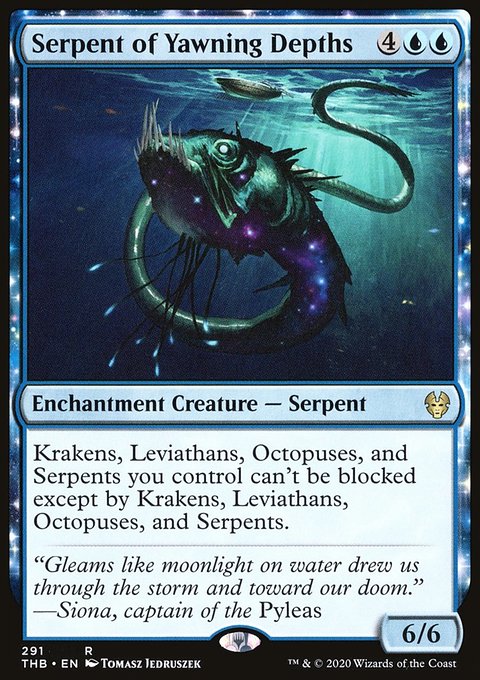 Serpent of Yawning Depths 4
Enchantment Creature — Serpent
Krakens, Leviathans, Octopuses, and
Serpents you control can't be blocked
except by Krakens, Leviathans,
Octopuses, and Serpents.
“Gleams like moonlight on water drew us
through the storm and toward our doom.”
—Siona, captain of the Pyleas
6/6
291 R
THB • EN Tomasz Jedruszek
™ & © 2020 Wizards of the Coast